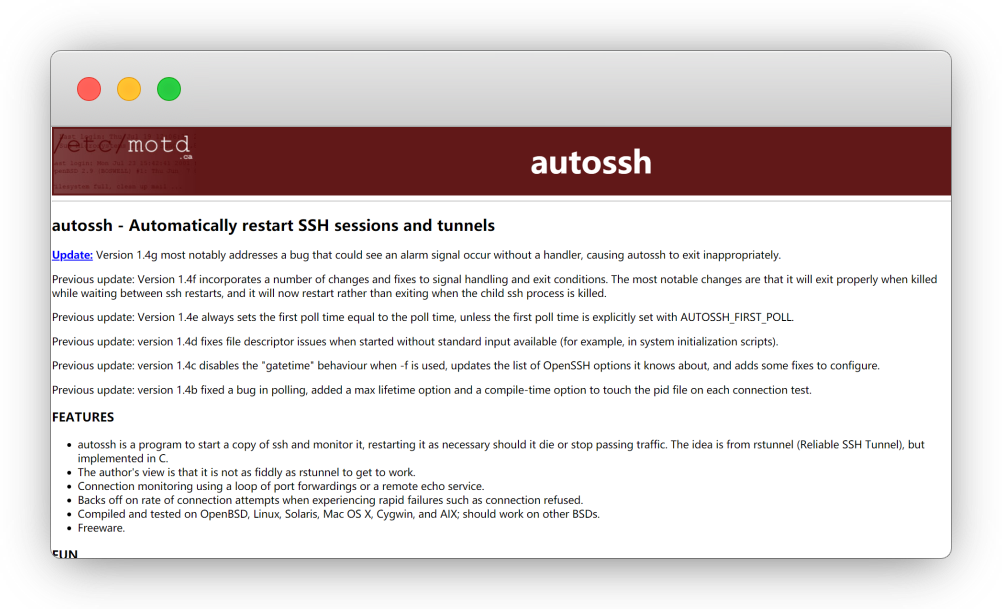 /etc/motd
.ca
autossh
autossh - Automatically restart SSH sessions and tunnels
Update: Version 1.4g most notably addresses a bug that could see an alarm signal occur without a handler, causing autossh to exit inappropriately.
Previous update: Version 1.4f incorporates a number of changes and fixes to signal handling and exit conditions. The most notable changes are that it will exit properly when killed
while waiting between ssh restarts, and it will now restart rather than exiting when the child ssh process is killed.
Previous update: Version 1.4e always sets the first poll time equal to the poll time, unless the first poll time is explicitly set with AUTOSSH_FIRST_POLL.
Previous update: version 1.4d fixes file descriptor issues when started without standard input available (for example, in system initialization scripts).
Previous update: version 1.4c disables the "gatetime" behaviour when -f is used, updates the list of OpenSSH options it knows about, and adds some fixes to configure.
Previous update: version 1.4b fixed a bug in polling, added a max lifetime option and a compile-time option to touch the pid file on each connection test.
FEATURES
• autossh is a program to start a copy of ssh and monitor it, restarting it as necessary should it die or stop passing traffic. The idea is from rstunnel (Reliable SSH Tunnel), but
implemented in C.
• The author's view is that it is not as fiddly as rstunnel to get to work.
• Connection monitoring using a loop of port forwardings or a remote echo service.
• Backs off on rate of connection attempts when experiencing rapid failures such as connection refused.
• Compiled and tested on OpenBSD, Linux, Solaris, Mac OS X, Cygwin, and AIX; should work on other BSDs.
• Freeware.
FUN